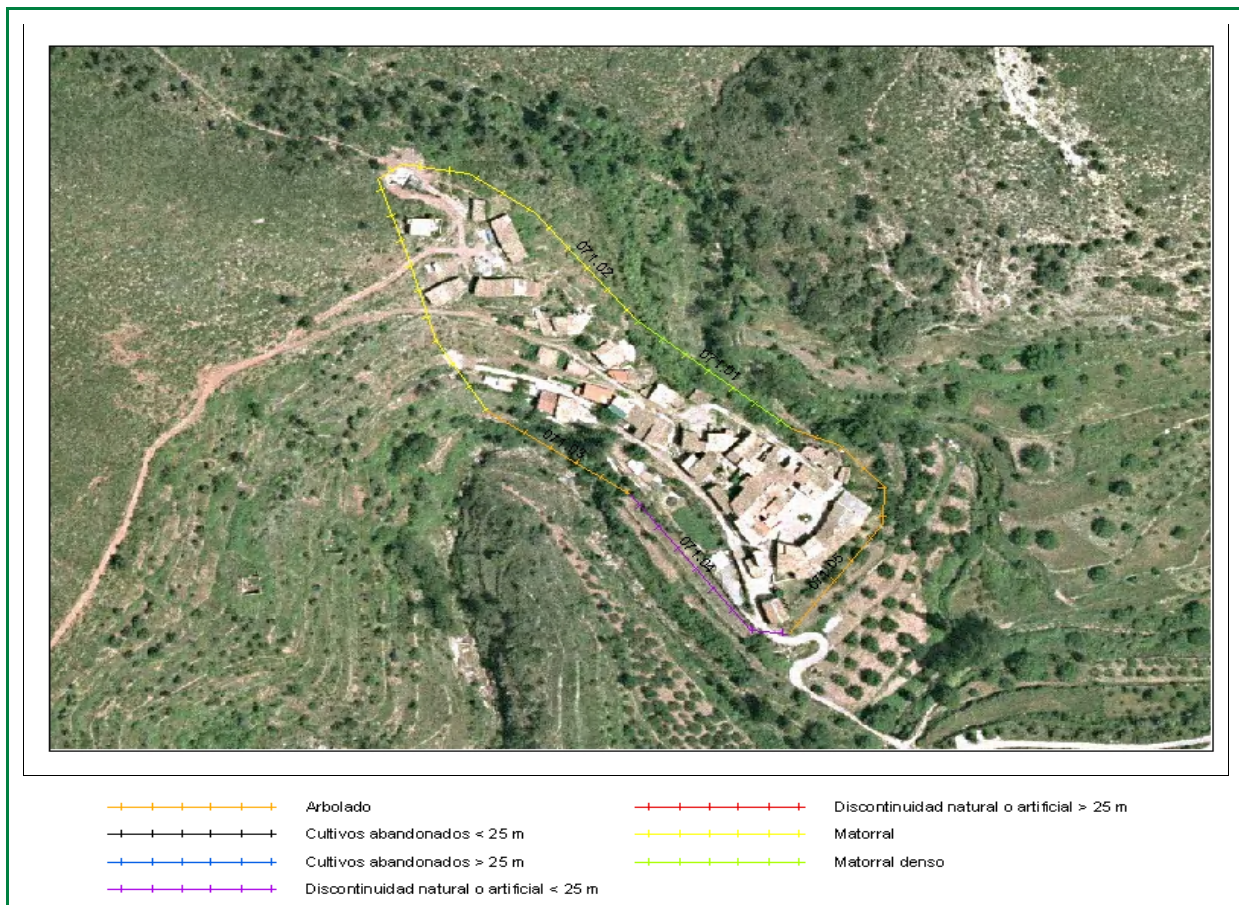 071.02
071.01
071.03
071.04
071.05
Arbolado
Cultivos abandonados < 25 m
Cultivos abandonados > 25 m
Discontinuidad natural o artificial < 25 m
Discontinuidad natural o artificial > 25 m
Matorral
Matorral denso